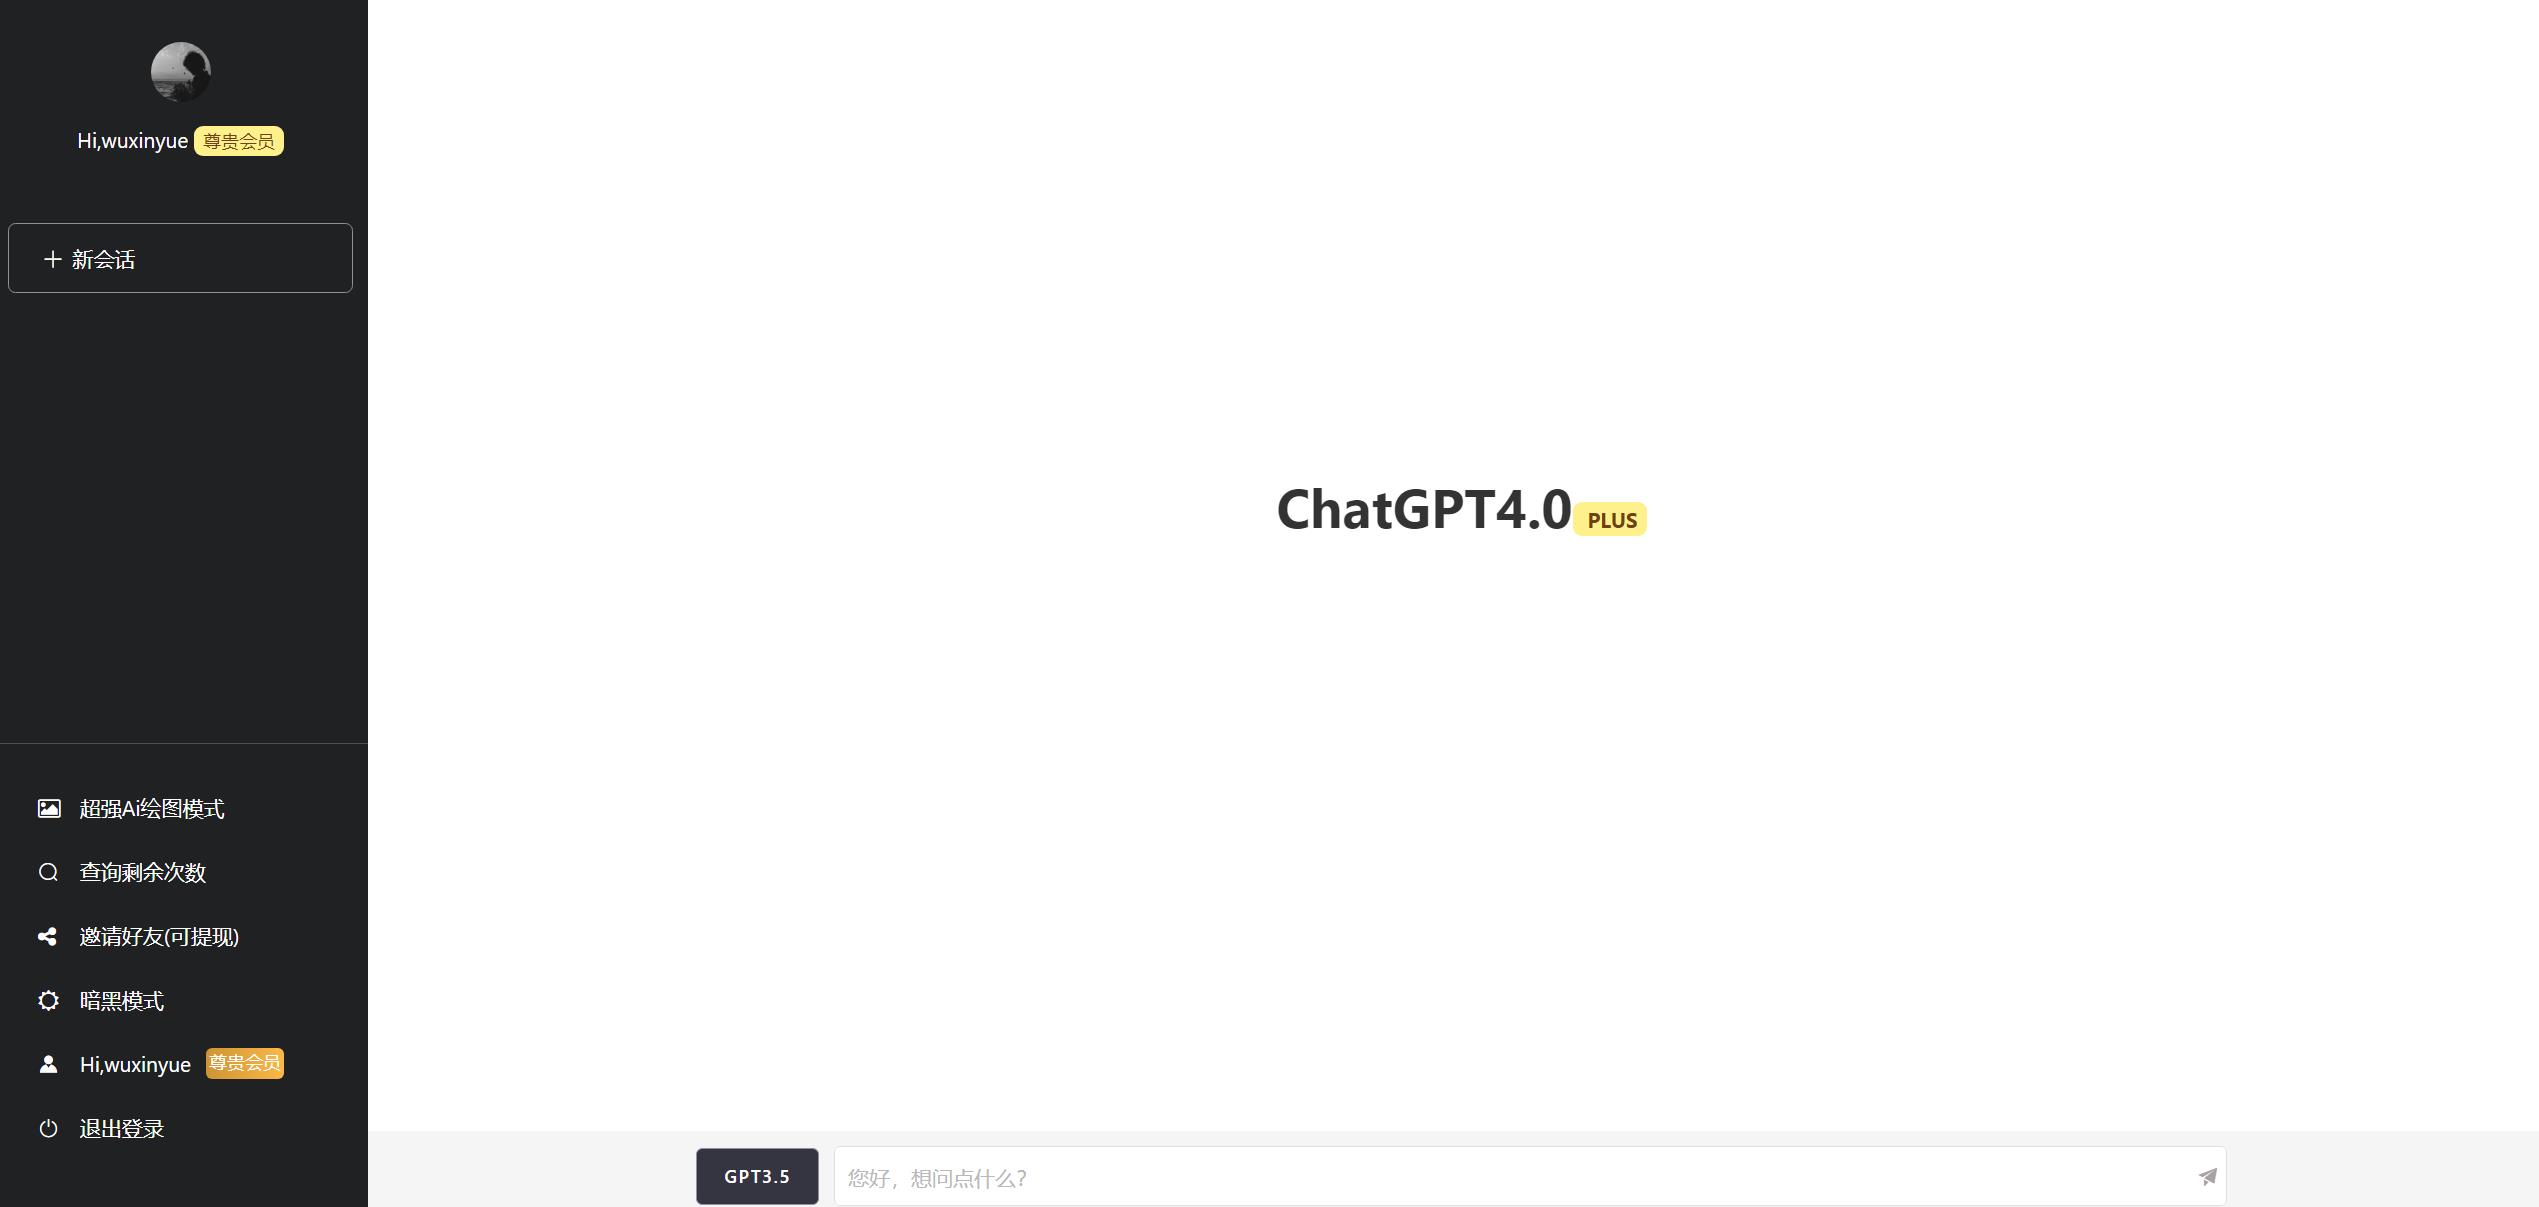 Hi,wuxinyue 尊贵会员
新会话
超强Ai绘图模式
查询剩余次数
邀请好友(可提现)
暗黑模式
Hi,wuxinyue 尊贵会员
退出登录
ChatGPT4.0 PLUS
GPT3.5
您好，想问点什么？